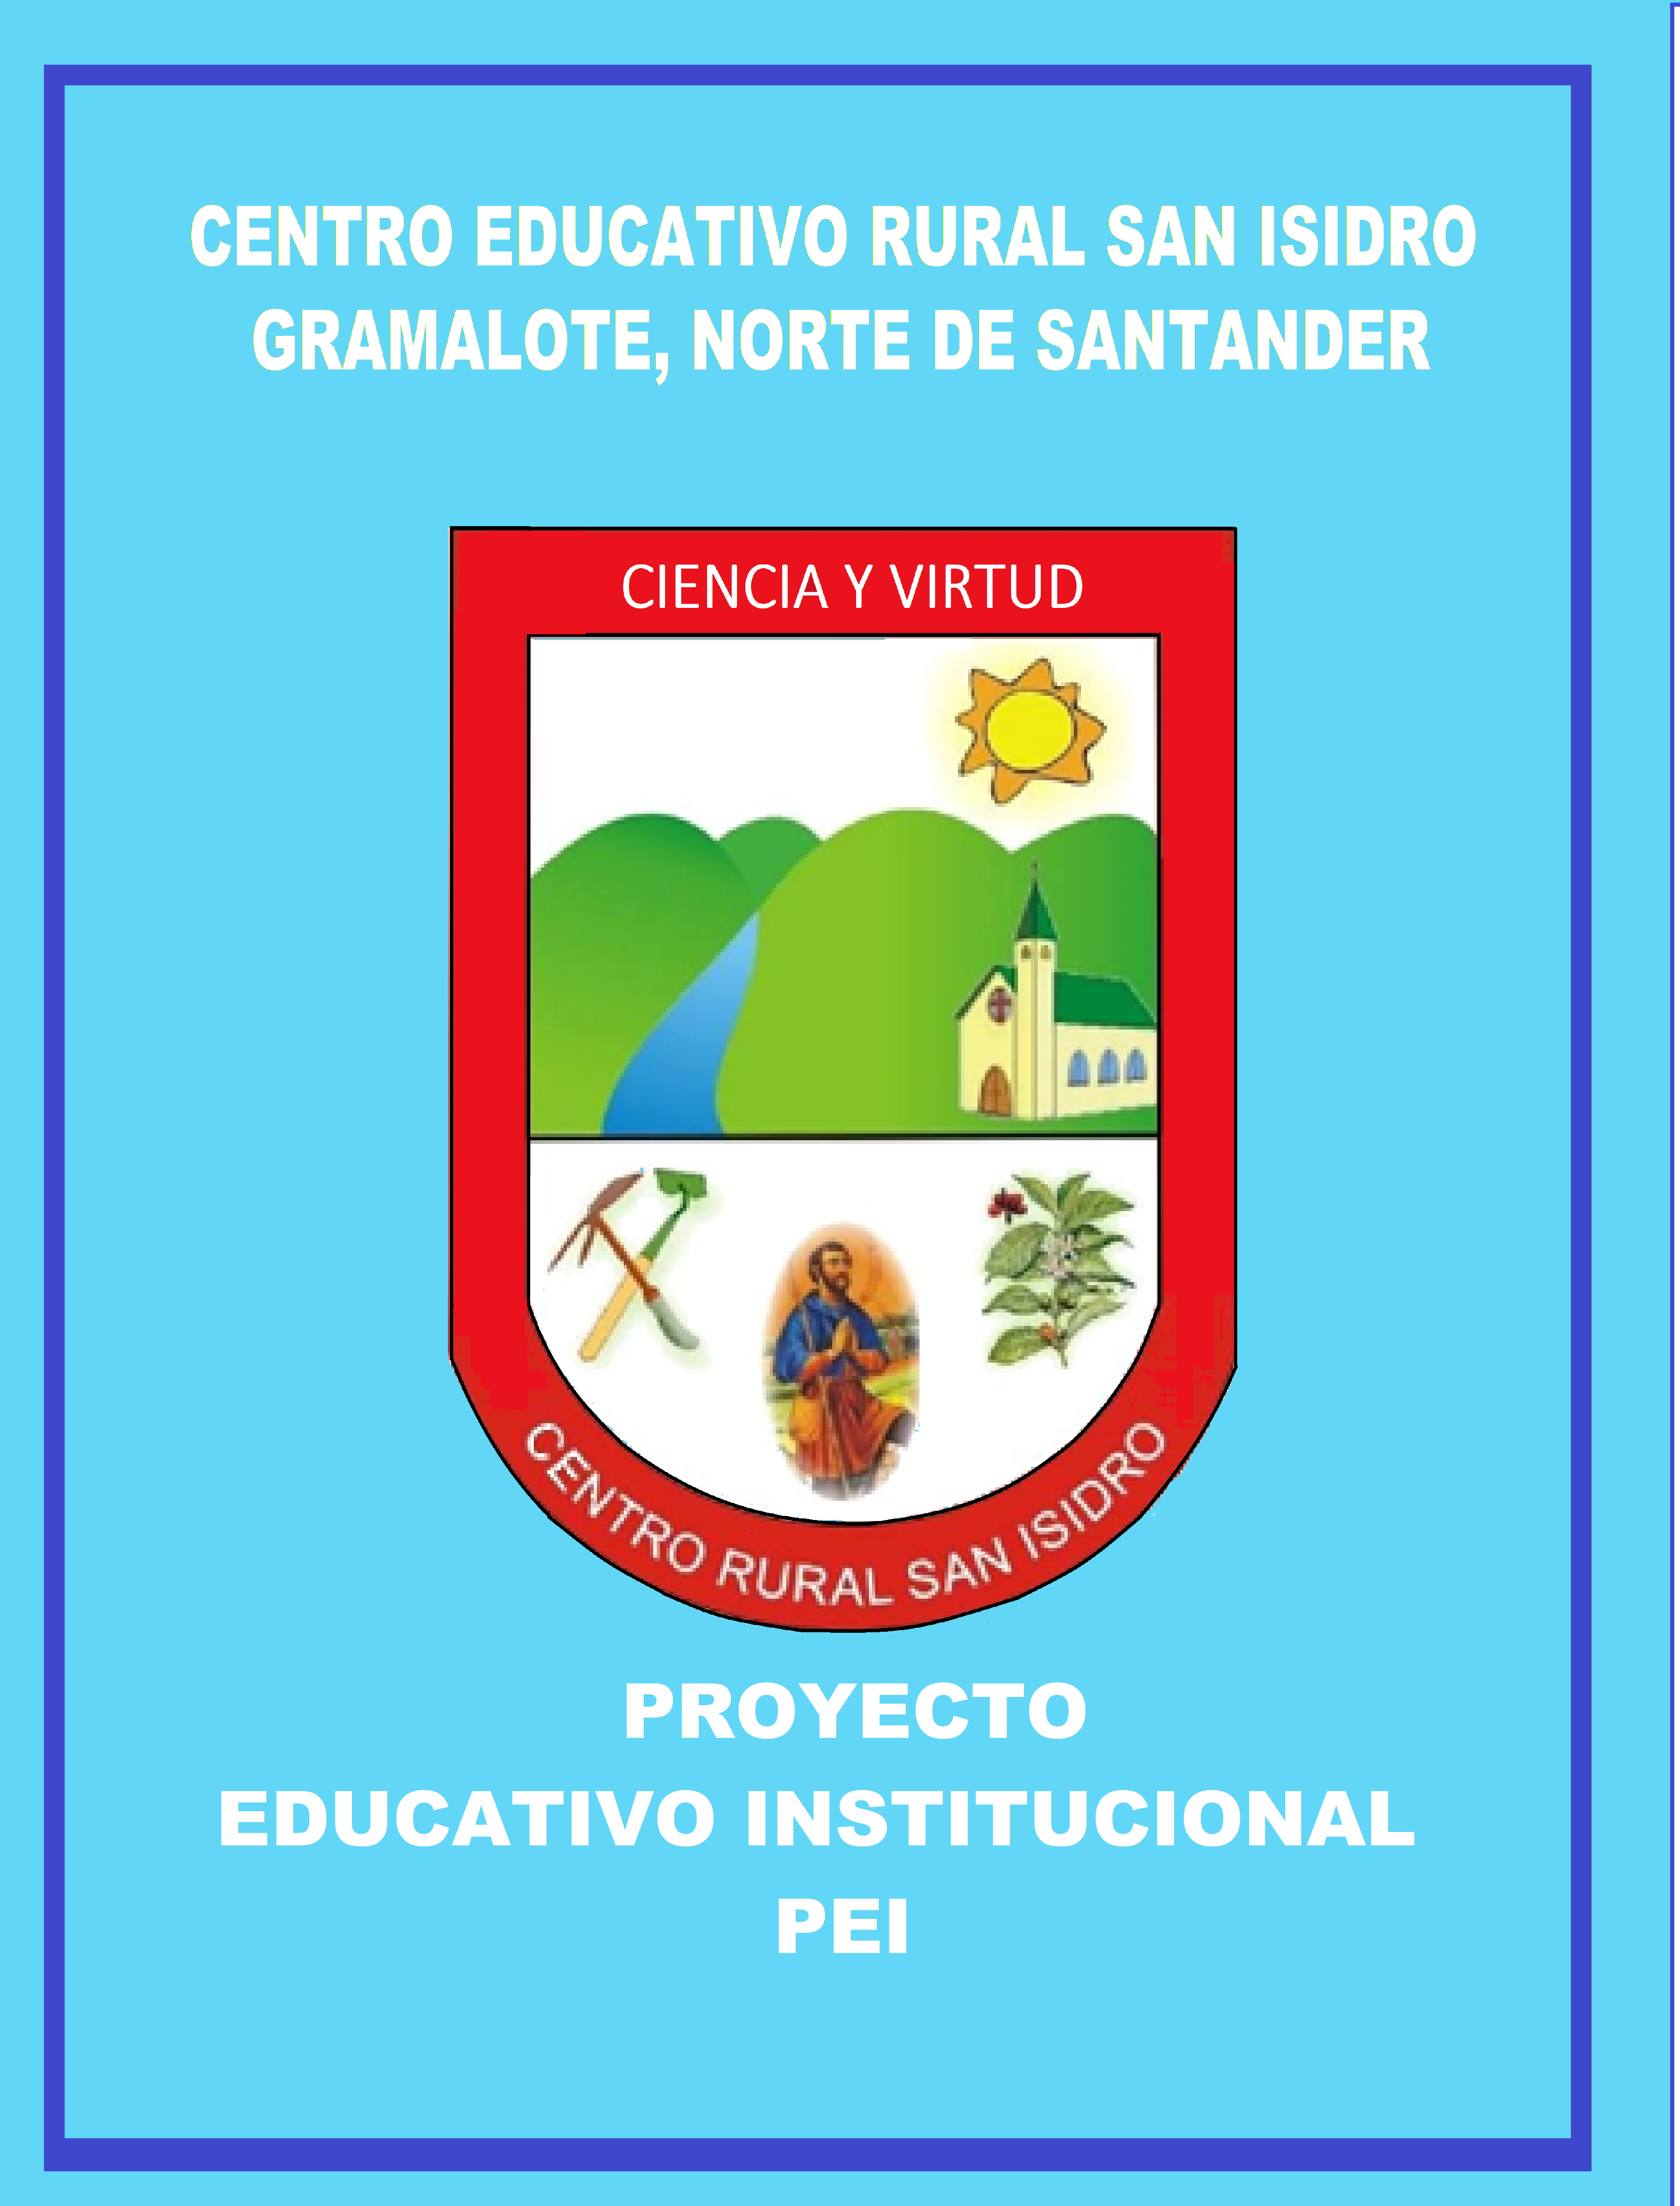 CENTRO EDUCATIVO RURAL SAN ISIDRO
GRAMALOTE, NORTE DE SANTANDER
CIENCIA Y VIRTUD
CENTRO RURAL SAN ISIDRO
PROYECTO
EDUCATIVO INSTITUCIONAL
PEI